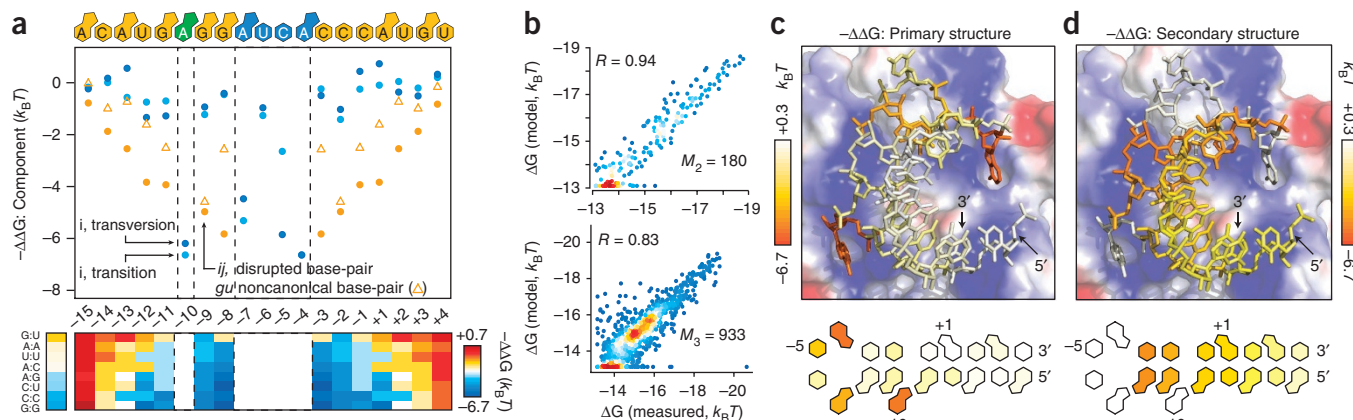 a
A C A U G A G G A U C A C C C A U G U
−ΔΔG: Component (kBT)
0
−2
−4
−6
−8
i, transversion
i, transition
ij, disrupted base-pair
gu noncanonical base-pair (△)
−15 −14 −13 −12 −11 −10 −9 −8 −7 −6 −5 −4 −3 −2 −1 +1 +2 +3 +4
G:U
A:A
U:U
A:C
A:G
C:U
C:C
G:G
+0.7
−6.7
−ΔΔG (kBT)
b
R = 0.94
M2 = 180
ΔG (model, kBT)
−19
−17
−15
−13
−13 −15 −17 −19
R = 0.83
M3 = 933
ΔG (model, kBT)
−20
−18
−16
−14
−14 −16 −18 −20
ΔG (measured, kBT)
c
−ΔΔG: Primary structure
kBT
+0.3
−6.7
3′
5′
+1
−5
3′
5′
d
−ΔΔG: Secondary structure
kBT
+0.3
−6.7
3′
5′
+1
−5
3′
5′